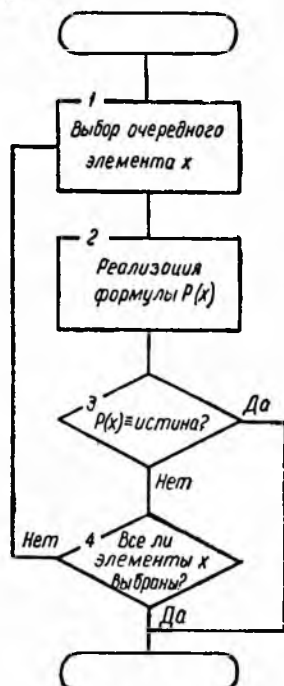 1
Выбор очередного
элемента x
2
Реализация
формулы P(x)
3
P(x)≡истина?
Да
Нет
Нет
4 Все ли
элементы x
выбраны?
Да